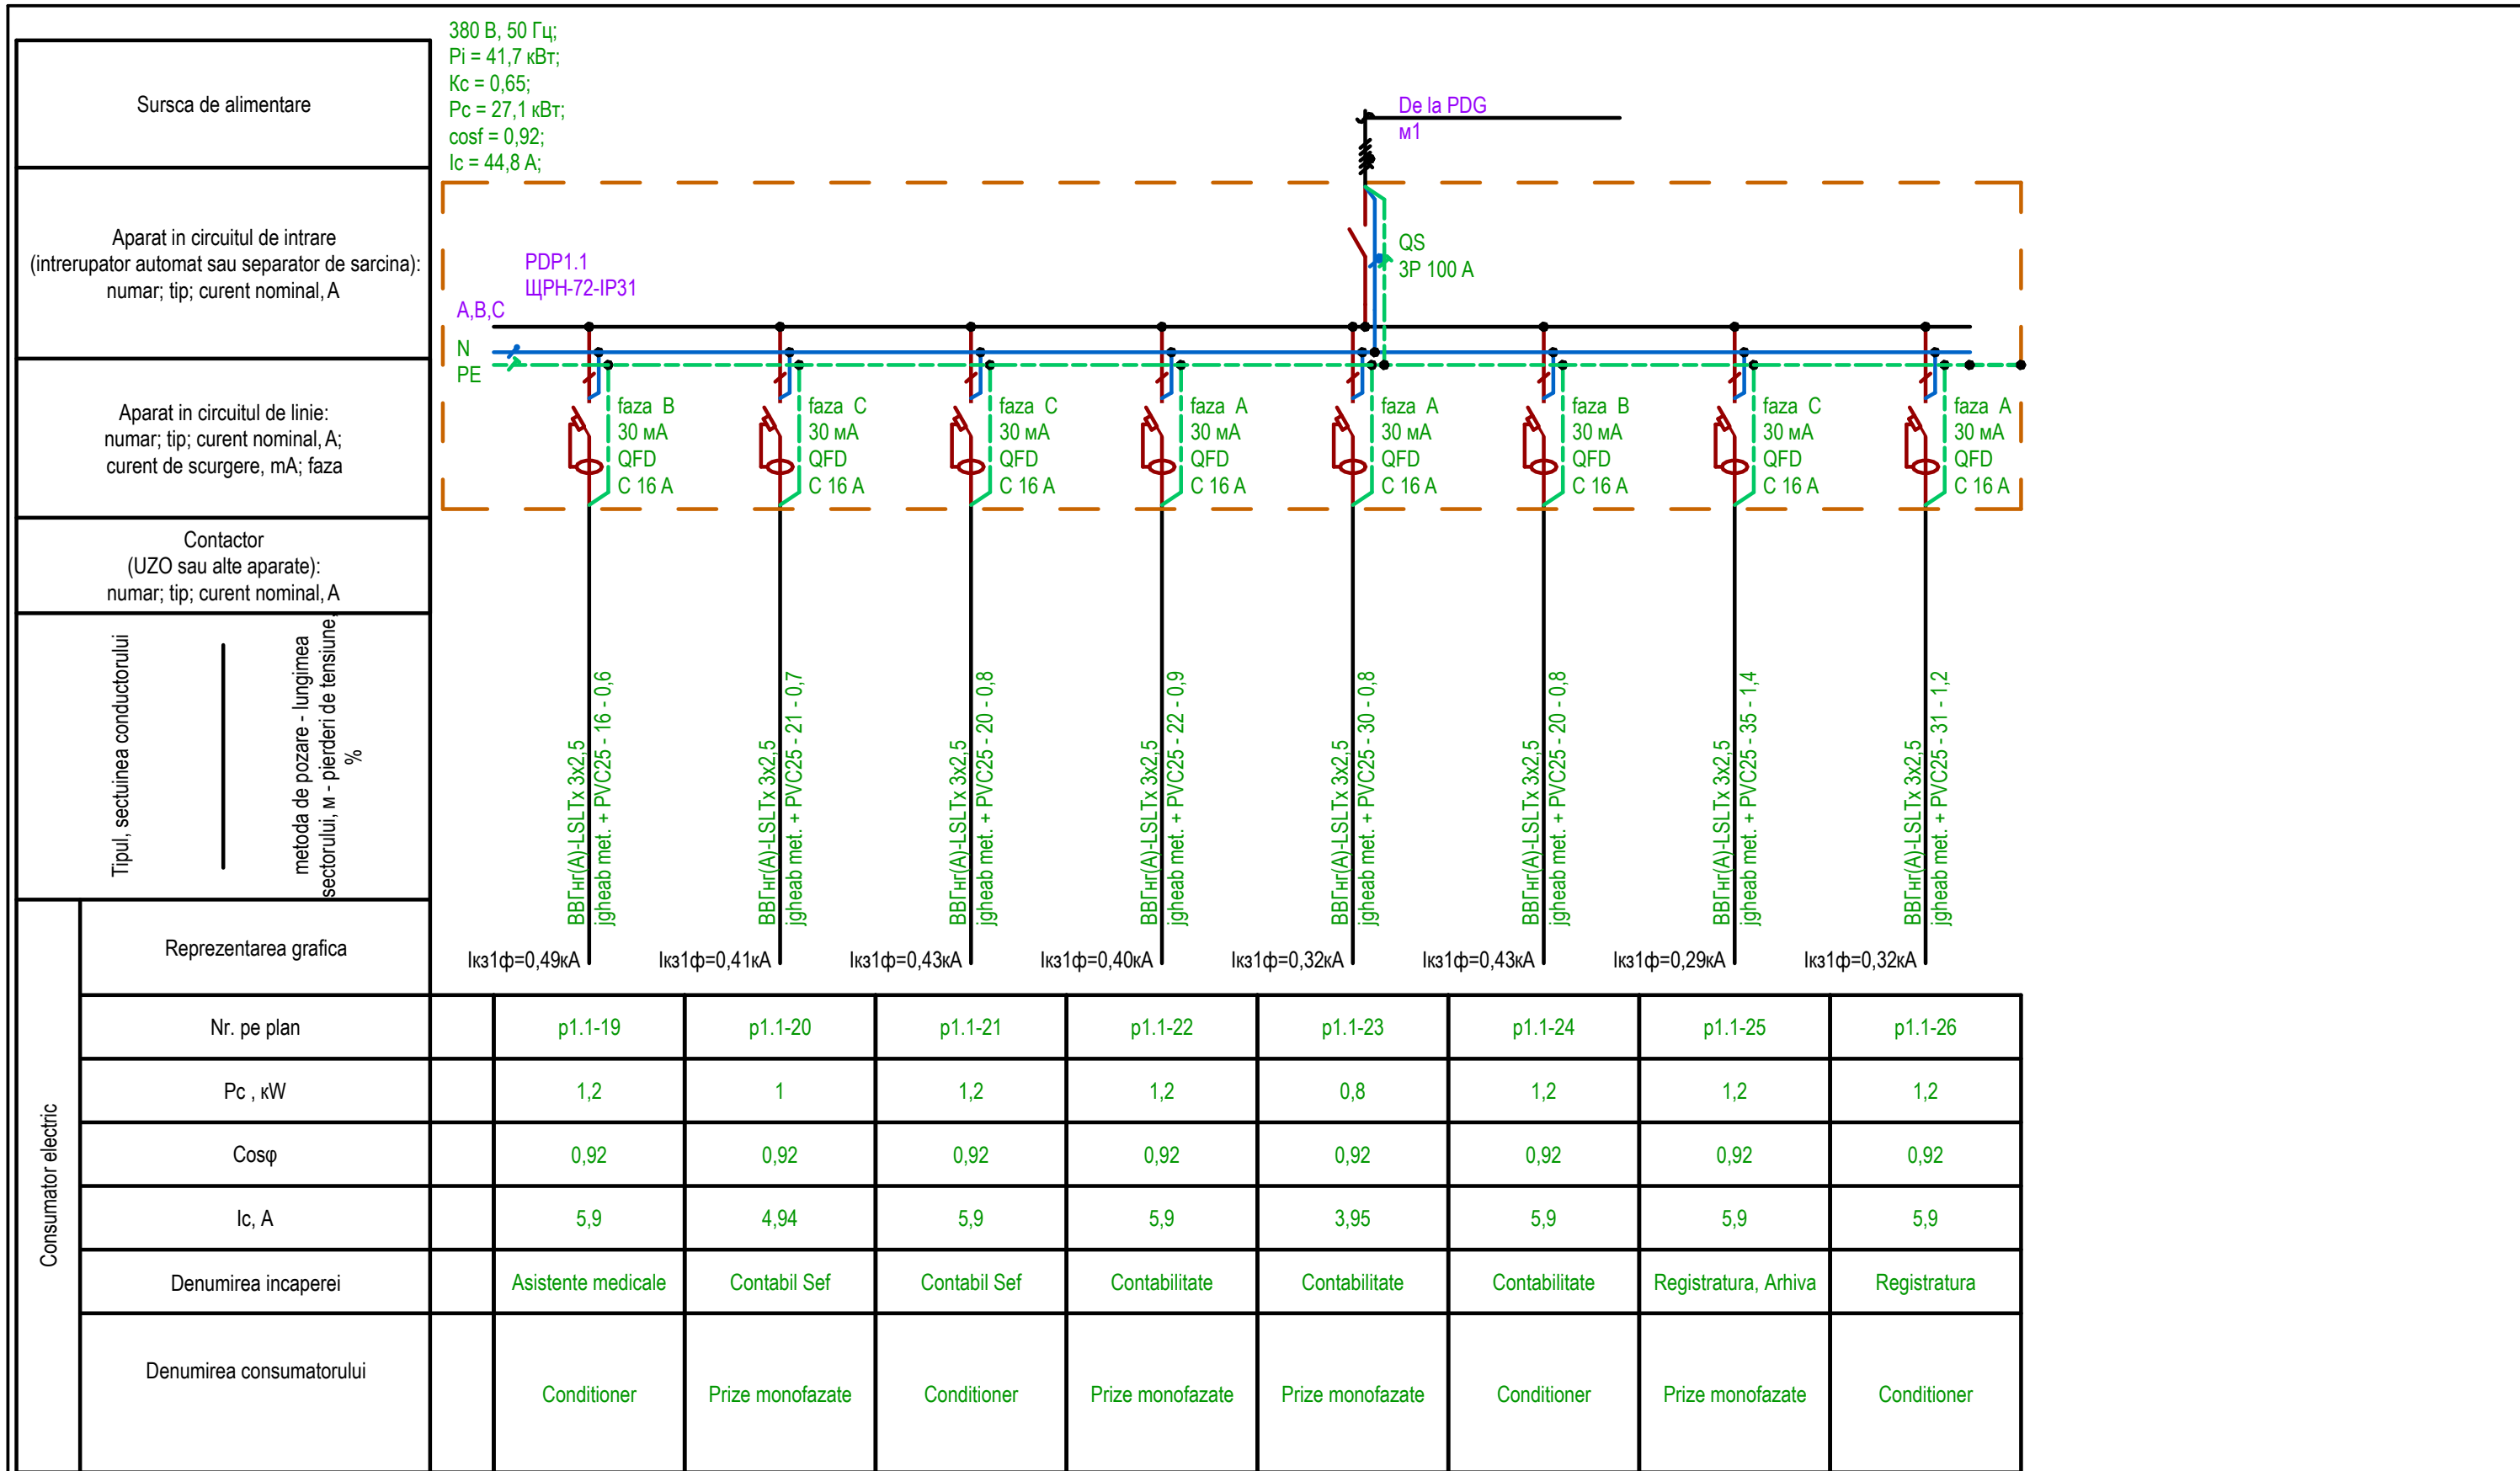 380 В, 50 Гц;
Pi = 41,7 кВт;
Kc = 0,65;
Pc = 27,1 кВт;
cosf = 0,92;
Ic = 44,8 A;
Sursca de alimentare
De la PDG
м1
Aparat in circuitul de intrare
(intrerupator automat sau separator de sarcina):
numar; tip; curent nominal, A
PDP1.1
ЩРН-72-IP31
QS
3P 100 A
A,B,C
N
PE
Aparat in circuitul de linie:
numar; tip; curent nominal, A;
curent de scurgere, mA; faza
faza B
30 мА
QFD
C 16 A
faza C
30 мА
QFD
C 16 A
faza C
30 мА
QFD
C 16 A
faza A
30 мА
QFD
C 16 A
faza A
30 мА
QFD
C 16 A
faza B
30 мА
QFD
C 16 A
faza C
30 мА
QFD
C 16 A
faza A
30 мА
QFD
C 16 A
Contactor
(UZO sau alte aparate):
numar; tip; curent nominal, A
Tipul, sectuinea conductorului
metoda de pozare - lungimea
sectorului, м - pierderi de tensiune,
%
ВВГнг(А)-LSLTx 3x2,5
jgheab met. + PVC25 - 16 - 0,6
ВВГнг(А)-LSLTx 3x2,5
jgheab met. + PVC25 - 21 - 0,7
ВВГнг(А)-LSLTx 3x2,5
jgheab met. + PVC25 - 20 - 0,8
ВВГнг(А)-LSLTx 3x2,5
jgheab met. + PVC25 - 22 - 0,9
ВВГнг(А)-LSLTx 3x2,5
jgheab met. + PVC25 - 30 - 0,8
ВВГнг(А)-LSLTx 3x2,5
jgheab met. + PVC25 - 20 - 0,8
ВВГнг(А)-LSLTx 3x2,5
jgheab met. + PVC25 - 35 - 1,4
ВВГнг(А)-LSLTx 3x2,5
jgheab met. + PVC25 - 31 - 1,2
Consumator electric
Reprezentarea grafica
Iкз1ф=0,49кА
Iкз1ф=0,41кА
Iкз1ф=0,43кА
Iкз1ф=0,40кА
Iкз1ф=0,32кА
Iкз1ф=0,43кА
Iкз1ф=0,29кА
Iкз1ф=0,32кА
Nr. pe plan p1.1-19 p1.1-20 p1.1-21 p1.1-22 p1.1-23 p1.1-24 p1.1-25 p1.1-26
Pc , кW 1,2 1 1,2 1,2 0,8 1,2 1,2 1,2
Cosφ 0,92 0,92 0,92 0,92 0,92 0,92 0,92 0,92
Ic, A 5,9 4,94 5,9 5,9 3,95 5,9 5,9 5,9
Denumirea incaperei Asistente medicale Contabil Sef Contabil Sef Contabilitate Contabilitate Contabilitate Registratura, Arhiva Registratura
Denumirea consumatorului Conditioner Prize monofazate Conditioner Prize monofazate Prize monofazate Conditioner Prize monofazate Conditioner